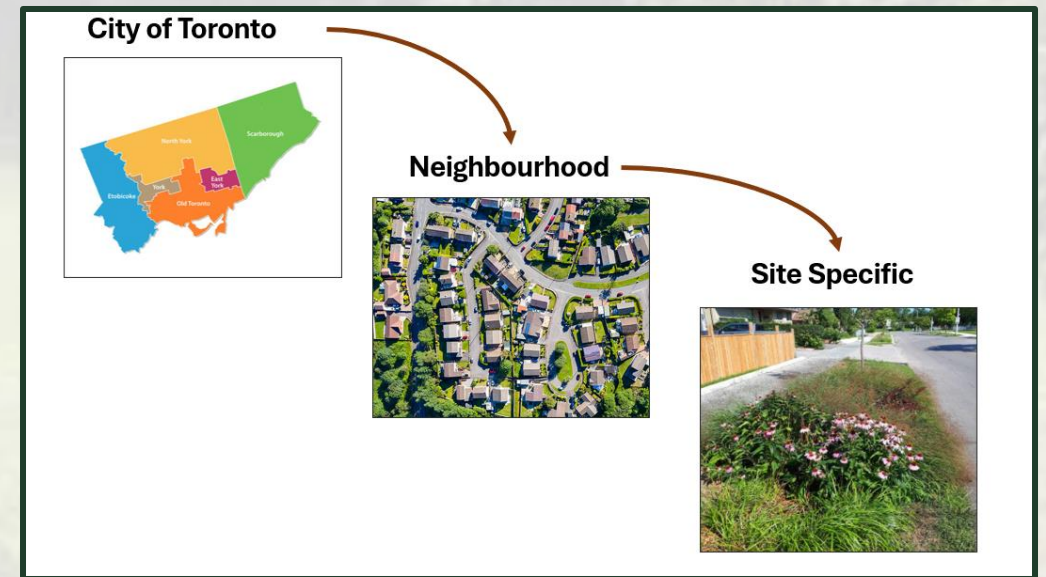 City of Toronto
North York
Scarborough
Etobicoke
York
East
York
Old Toronto
Neighbourhood
Site Specific